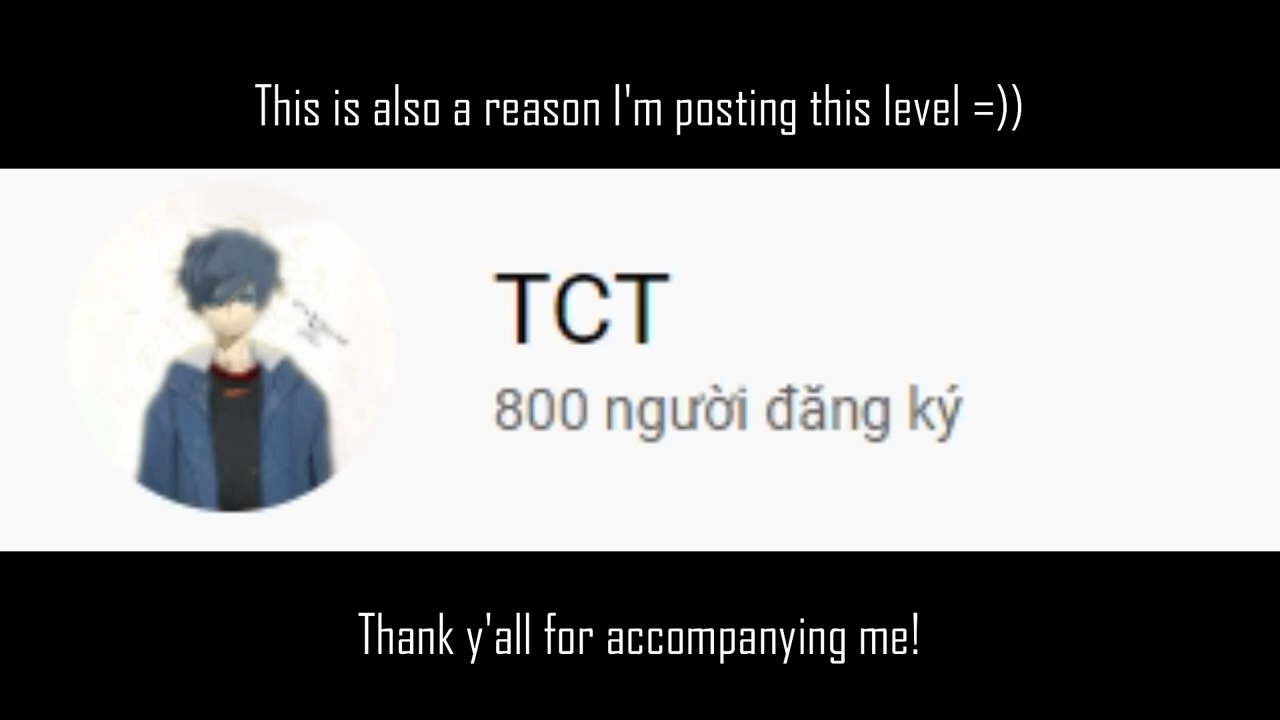 This is also a reason I'm posting this level =))
TCT
800 người đăng ký
Thank y'all for accompanying me!